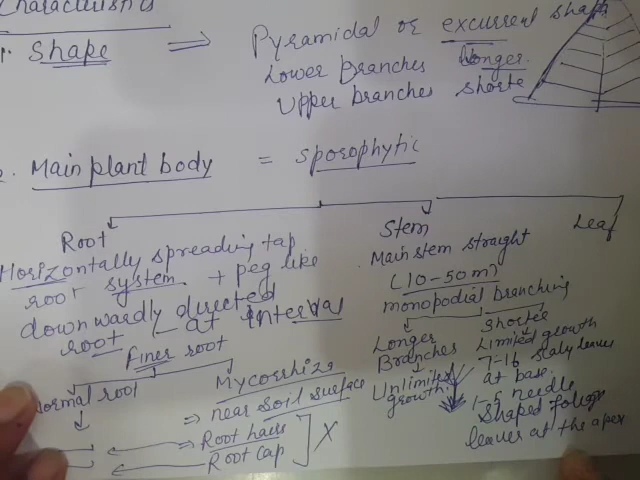 Characteristics
1. Shape ⇒ Pyramidal or excurrent shape
Lower Branches longer.
Upper branches shorte
2. Main plant body = Sporophytic
Root
Horizontally spreading tap
root system + peg like
downwardly directed
root at interval
Finer root
Normal root
Mycorrhiza
⇒ near soil surface
⇒ Root hairs
Root cap
X
Stem
Main stem straight
(10-50m)
monopodial branching
Longer
Branches
Unlimited
growth
Shorter
Limited growth
7-16 scaly leaves
at base.
1-5 needle
Shaped foliage
leaves at the apex
Leaf